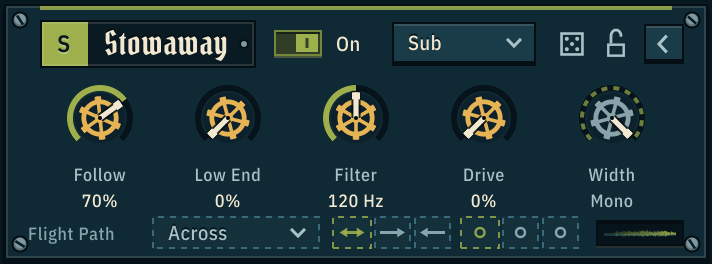 S Stowaway On Sub
Follow Low End Filter Drive Width
70% 0% 120 Hz 0% Mono
Flight Path Across